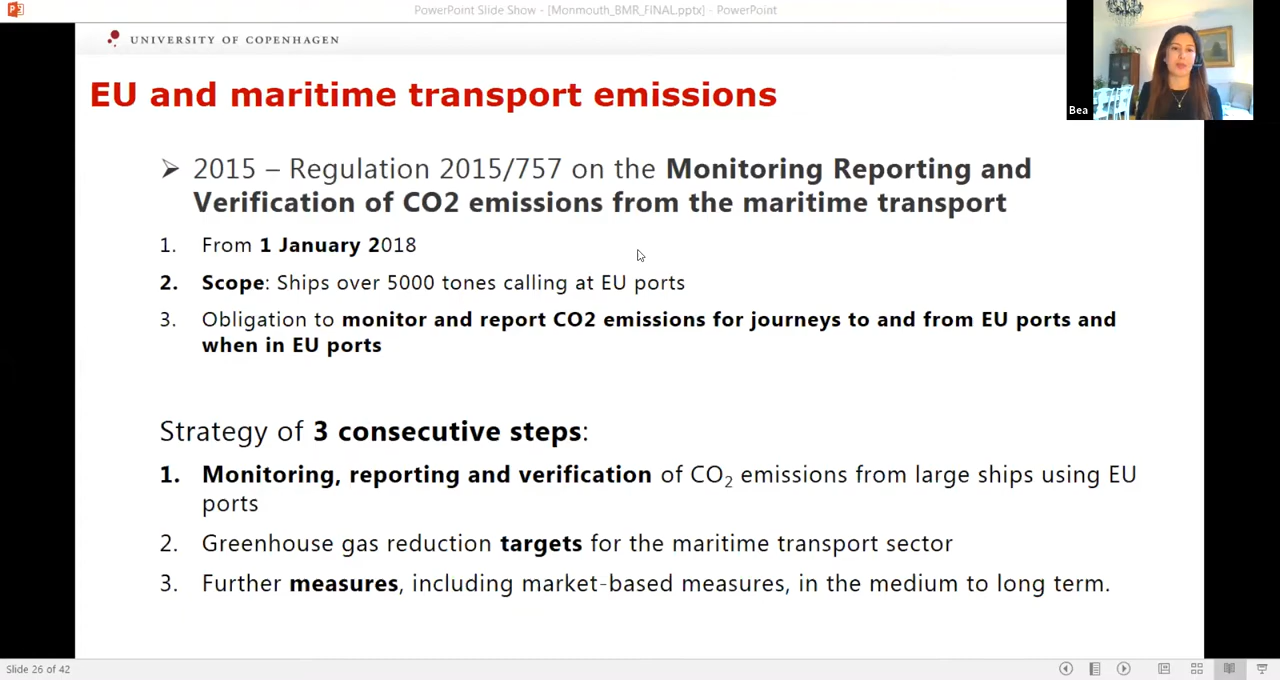 PowerPoint Slide Show - [Monmouth_BMR_FiNAL.pptx] - PowerPoint
UNIVERSITY OF COPENHAGEN
Bea
EU and maritime transport emissions
➤ 2015 – Regulation 2015/757 on the Monitoring Reporting and
Verification of CO2 emissions from the maritime transport
1. From 1 January 2018
2. Scope: Ships over 5000 tones calling at EU ports
3. Obligation to monitor and report CO2 emissions for journeys to and from EU ports and
when in EU ports
Strategy of 3 consecutive steps:
1. Monitoring, reporting and verification of CO₂ emissions from large ships using EU
ports
2. Greenhouse gas reduction targets for the maritime transport sector
3. Further measures, including market-based measures, in the medium to long term.
Slide 26 of 42